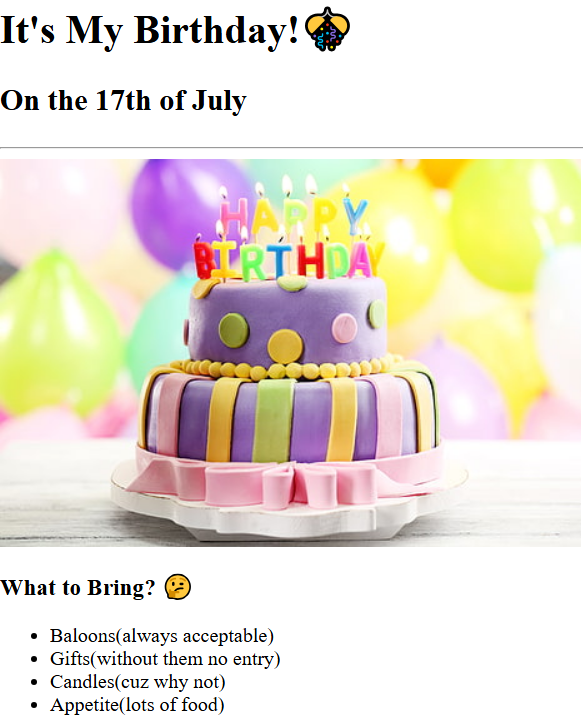 It's My Birthday!
On the 17th of July
HAPPY
BIRTHDAY
What to Bring? 🤔
Baloons(always acceptable)
Gifts(without them no entry)
Candles(cuz why not)
Appetite(lots of food)